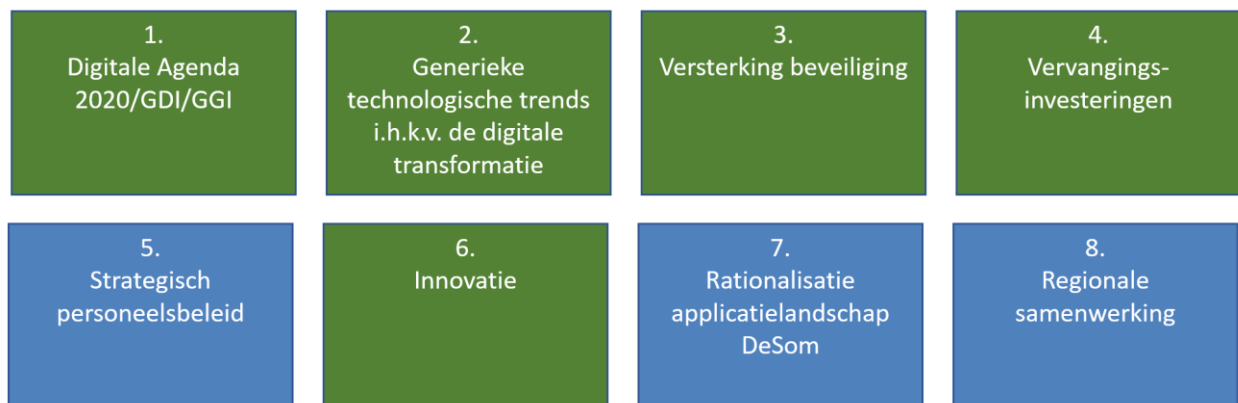 1.
Digitale Agenda
2020/GDI/GGI
2.
Generieke
technologische trends
i.h.k.v. de digitale
transformatie
3.
Versterking beveiliging
4.
Vervangings-
investeringen
5.
Strategisch
personeelsbeleid
6.
Innovatie
7.
Rationalisatie
applicatielandschap
DeSom
8.
Regionale
samenwerking